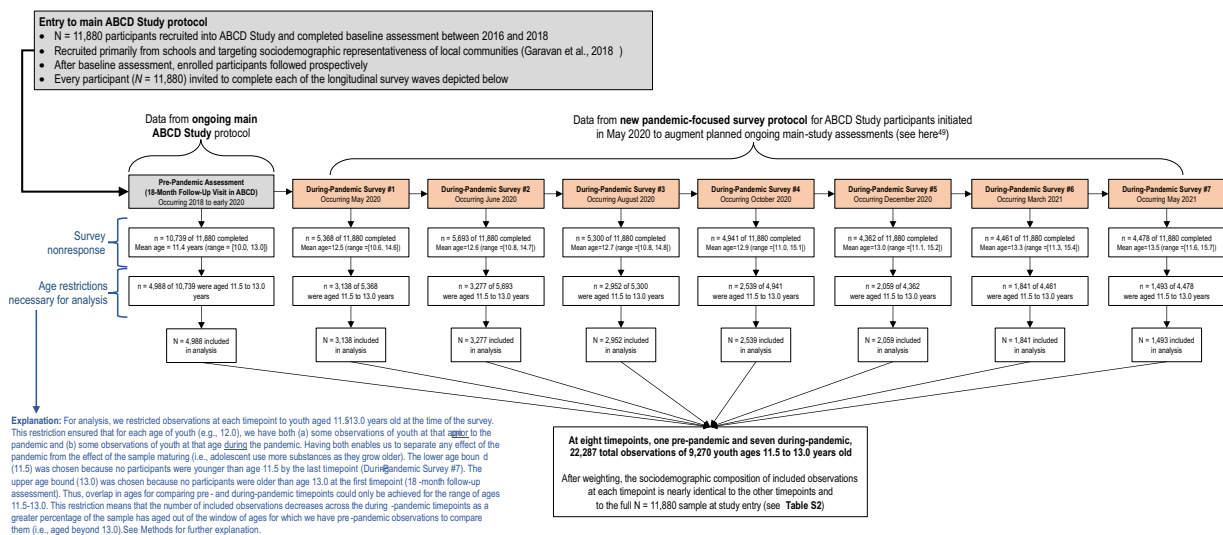 Entry to main ABCD Study protocol
• N = 11,880 participants recruited into ABCD Study and completed baseline assessment between 2016 and 2018
• Recruited primarily from schools and targeting sociodemographic representativeness of local communities (Garavan et al., 2018 )
• After baseline assessment, enrolled participants followed prospectively
• Every participant (N = 11,880) invited to complete each of the longitudinal survey waves depicted below
Data from ongoing main
ABCD Study protocol
Data from new pandemic-focused survey protocol for ABCD Study participants initiated
in May 2020 to augment planned ongoing main-study assessments (see here49)
Pre-Pandemic Assessment
(18-Month Follow-Up Visit in ABCD)
Occurring 2018 to early 2020
During-Pandemic Survey #1
Occurring May 2020
During-Pandemic Survey #2
Occurring June 2020
During-Pandemic Survey #3
Occurring August 2020
During-Pandemic Survey #4
Occurring October 2020
During-Pandemic Survey #5
Occurring December 2020
During-Pandemic Survey #6
Occurring March 2021
During-Pandemic Survey #7
Occurring May 2021
Survey
nonresponse
n = 10,739 of 11,880 completed
Mean age = 11.4 years (range = [10.0, 13.0])
n = 5,368 of 11,880 completed
Mean age=12.5 (range =[10.6, 14.6])
n = 5,693 of 11,880 completed
Mean age=12.6 (range =[10.8, 14.7])
n = 5,300 of 11,880 completed
Mean age=12.7 (range =[10.8, 14.8])
n = 4,941 of 11,880 completed
Mean age=12.9 (range =[11.0, 15.1])
n = 4,362 of 11,880 completed
Mean age=13.0 (range =[11.1, 15.2])
n = 4,461 of 11,880 completed
Mean age=13.3 (range =[11.3, 15.4])
n = 4,478 of 11,880 completed
Mean age=13.5 (range =[11.6, 15.7])
Age restrictions
necessary for analysis
n = 4,988 of 10,739 were aged 11.5 to 13.0
years
n = 3,138 of 5,368
were aged 11.5 to 13.0 years
n = 3,277 of 5,693
were aged 11.5 to 13.0 years
n = 2,952 of 5,300
were aged 11.5 to 13.0 years
n = 2,539 of 4,941
were aged 11.5 to 13.0 years
n = 2,059 of 4,362
were aged 11.5 to 13.0 years
n = 1,841 of 4,461
were aged 11.5 to 13.0 years
n = 1,493 of 4,478
were aged 11.5 to 13.0 years
N = 4,988 included
in analysis
N = 3,138 included
in analysis
N = 3,277 included
in analysis
N = 2,952 included
in analysis
N = 2,539 included
in analysis
N = 2,059 included
in analysis
N = 1,841 included
in analysis
N = 1,493 included
in analysis
Explanation: For analysis, we restricted observations at each timepoint to youth aged 11.5-13.0 years old at the time of the survey.
This restriction ensured that for each age of youth (e.g., 12.0), we have both (a) some observations of youth at that age prior to the
pandemic and (b) some observations of youth at that age during the pandemic. Having both enables us to separate any effect of the
pandemic from the effect of the sample maturing (i.e., adolescent use more substances as they grow older). The lower age boun d
(11.5) was chosen because no participants were younger than age 11.5 by the last timepoint (During-Pandemic Survey #7). The
upper age bound (13.0) was chosen because no participants were older than age 13.0 at the first timepoint (18 -month follow-up
assessment). Thus, overlap in ages for comparing pre - and during-pandemic timepoints could only be achieved for the range of ages
11.5-13.0. This restriction means that the number of included observations decreases across the during -pandemic timepoints as a
greater percentage of the sample has aged out of the window of ages for which we have pre -pandemic observations to compare
them (i.e., aged beyond 13.0).See Methods for further explanation.
At eight timepoints, one pre-pandemic and seven during-pandemic,
22,287 total observations of 9,270 youth ages 11.5 to 13.0 years old
After weighting, the sociodemographic composition of included observations
at each timepoint is nearly identical to the other timepoints and
to the full N = 11,880 sample at study entry (see Table S2)